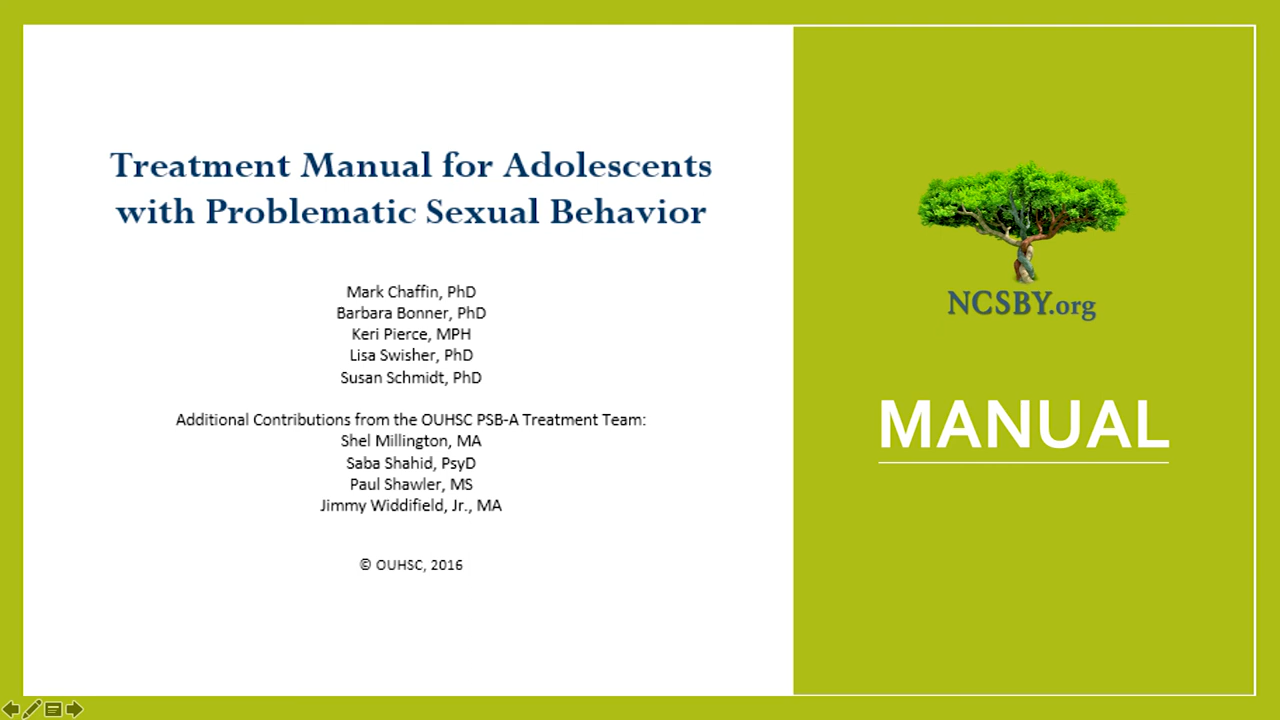 Treatment Manual for Adolescents
with Problematic Sexual Behavior
Mark Chaffin, PhD
Barbara Bonner, PhD
Keri Pierce, MPH
Lisa Swisher, PhD
Susan Schmidt, PhD
Additional Contributions from the OUHSC PSB-A Treatment Team:
Shel Millington, MA
Saba Shahid, PsyD
Paul Shawler, MS
Jimmy Widdifield, Jr., MA
© OUHSC, 2016
NCSBY.org
MANUAL